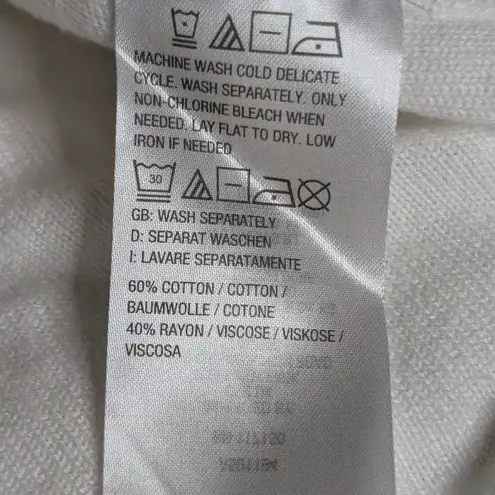 MACHINE WASH COLD DELICATE
CYCLE. WASH SEPARATELY. ONLY
NON-CHLORINE BLEACH WHEN
NEEDED. LAY FLAT TO DRY. LOW
IRON IF NEEDED
30
GB: WASH SEPARATELY
D: SEPARAT WASCHEN
I: LAVARE SEPARATAMENTE
60% COTTON / COTTON /
BAUMWOLLE / COTONE
40% RAYON / VISCOSE / VISKOSE /
VISCOSA